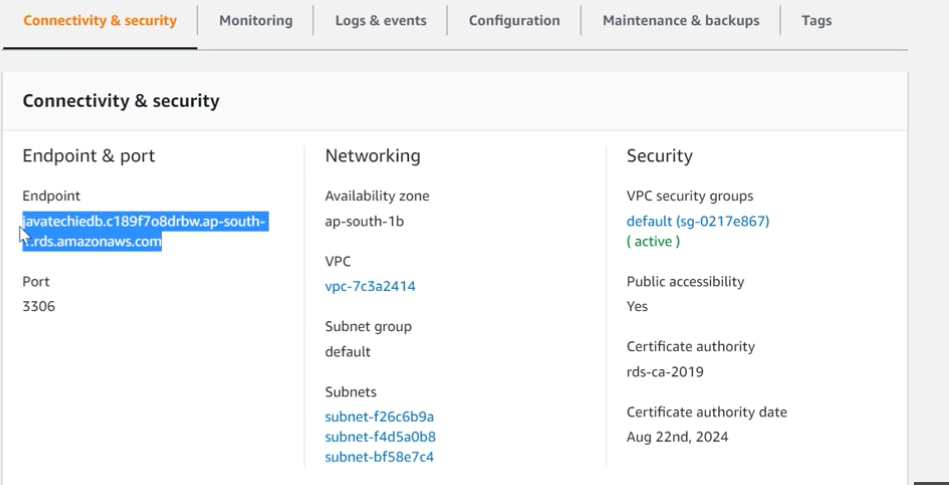 Connectivity & security
Monitoring
Logs & events
Configuration
Maintenance & backups
Tags
Connectivity & security
Endpoint & port
Endpoint
javatechiedb.c189f7o8drbw.ap-south-
.rds.amazonaws.com
Port
3306
Networking
Availability zone
ap-south-1b
VPC
vpc-7c3a2414
Subnet group
default
Subnets
subnet-f26c6b9a
subnet-f4d5a0b8
subnet-bf58e7c4
Security
VPC security groups
default (sg-0217e867)
( active )
Public accessibility
Yes
Certificate authority
rds-ca-2019
Certificate authority date
Aug 22nd, 2024